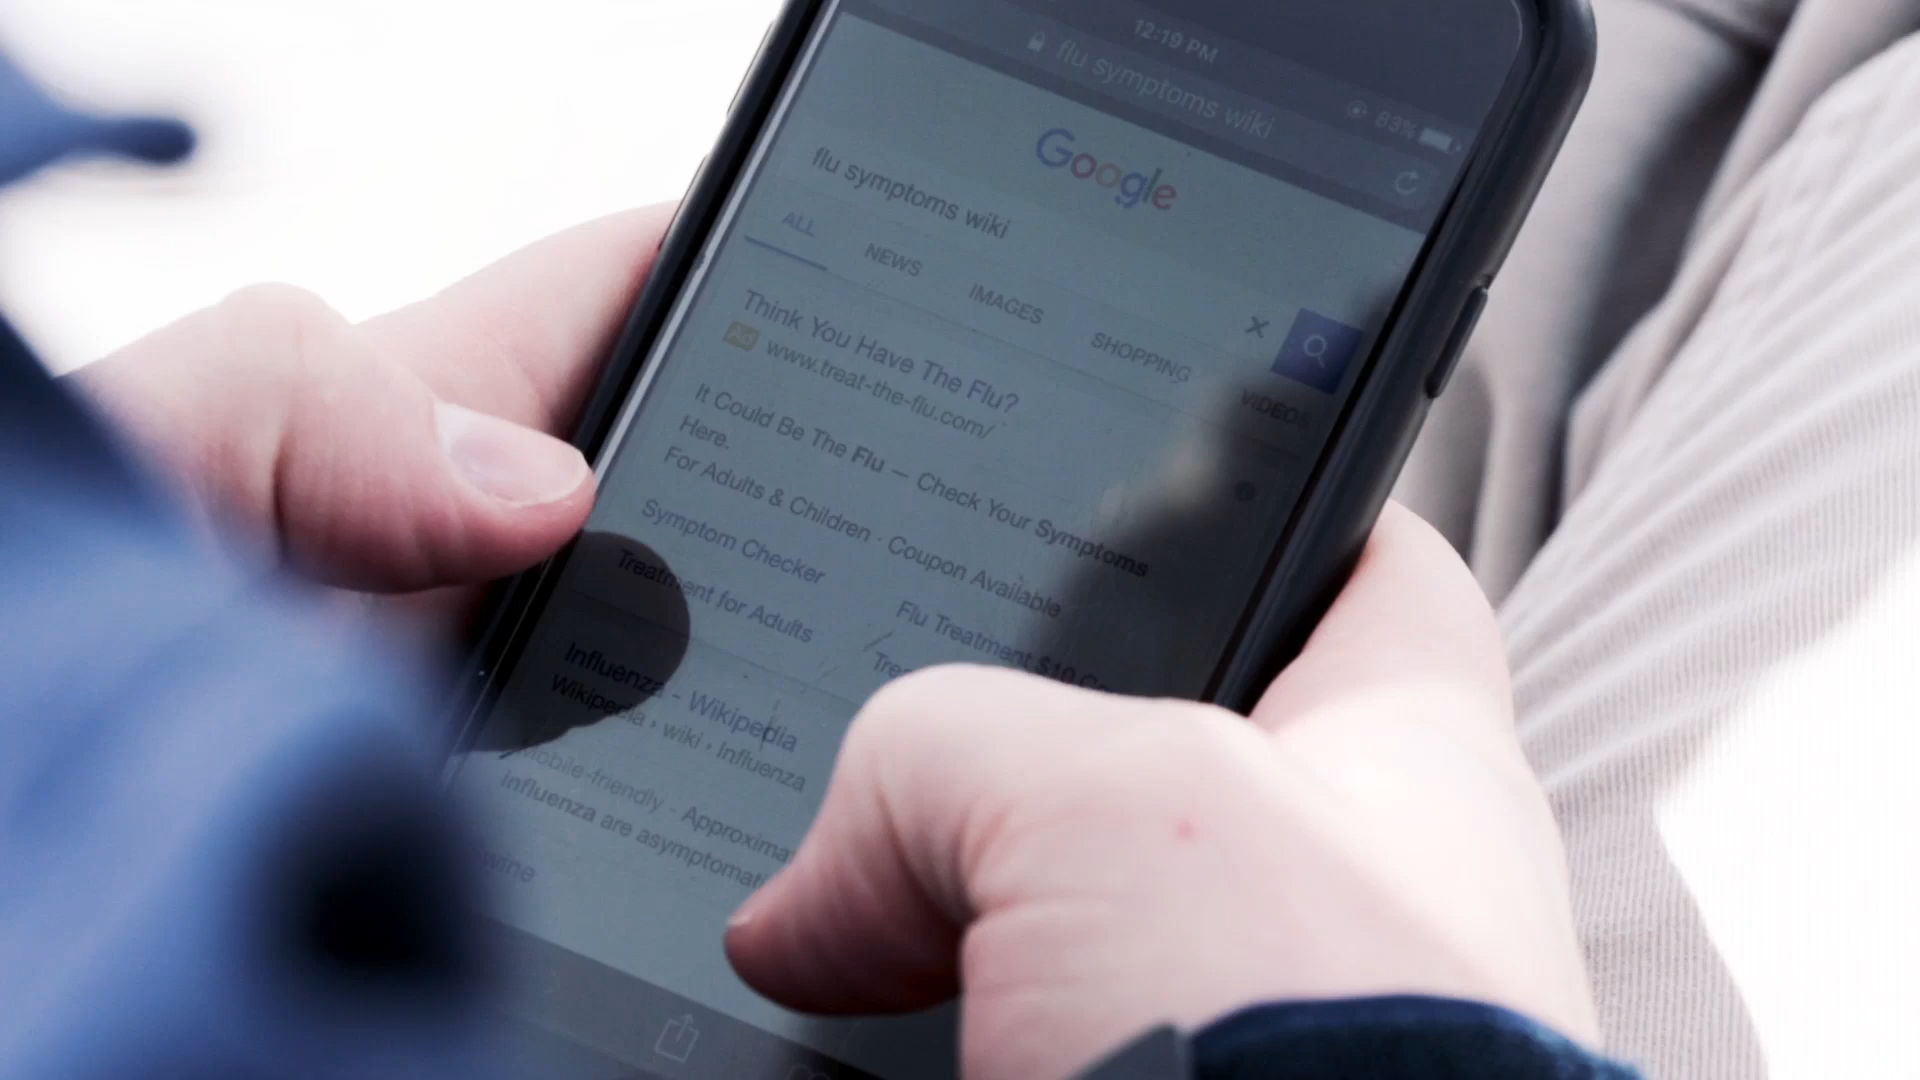 12:19 PM
83%
flu symptoms wiki
Google
flu symptoms wiki
ALL NEWS IMAGES SHOPPING VIDEOS
Think You Have The Flu?
Ad www.treat-the-flu.com/
It Could Be The Flu — Check Your Symptoms
Here.
For Adults & Children · Coupon Available
Symptom Checker
Flu Treatment $10
Treatment for Adults
Influenza - Wikipedia
Wikipedia › wiki › Influenza
Mobile-friendly -
Influenza are